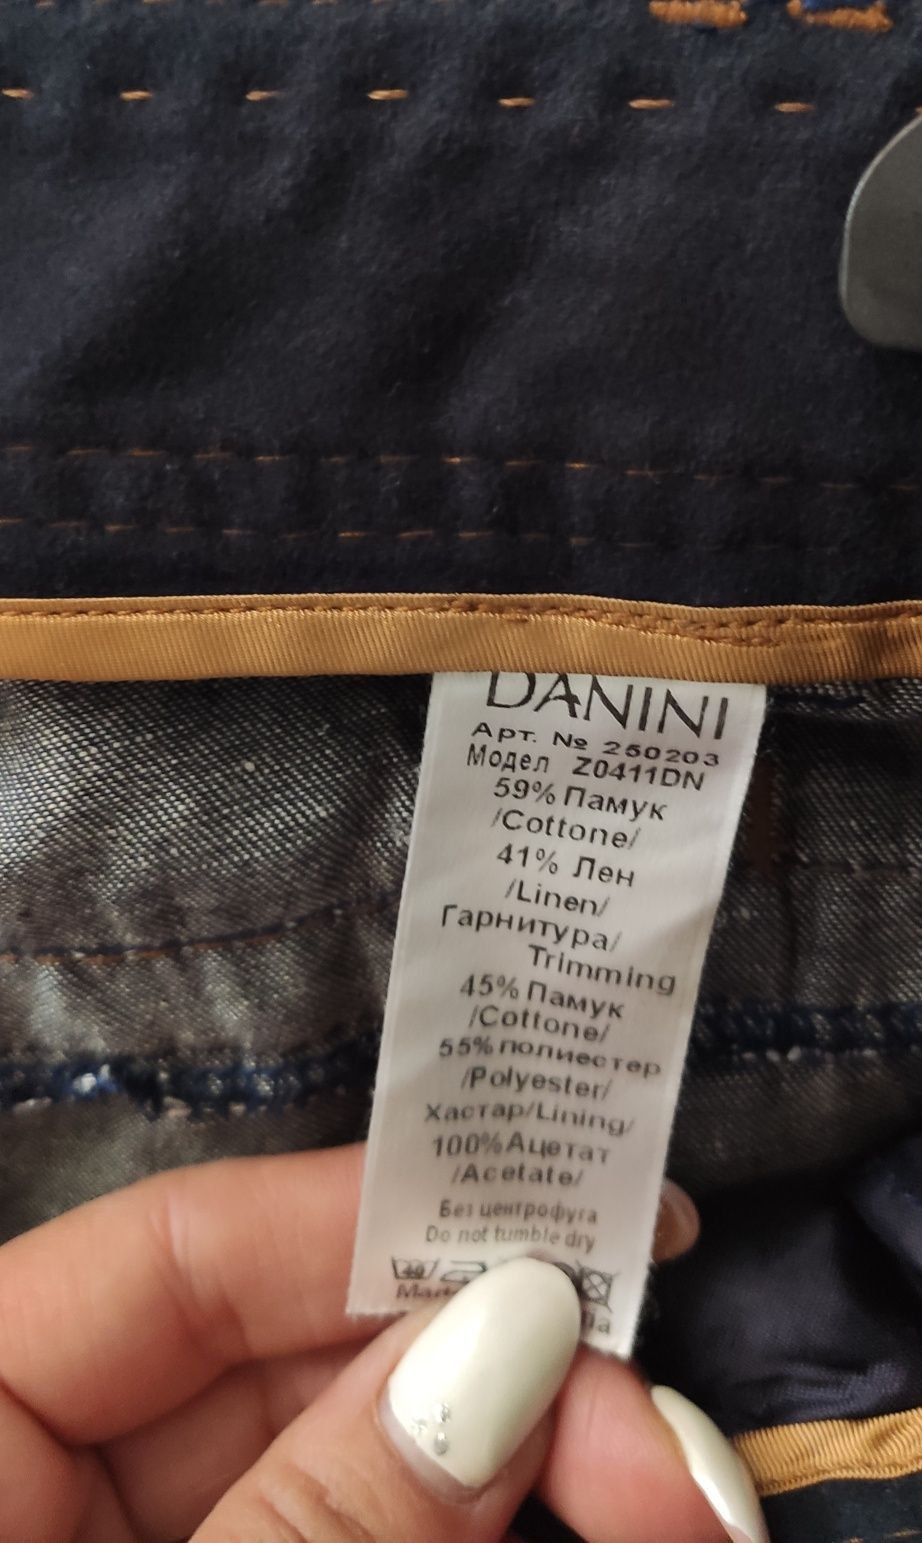 DANINI
Арт. № 250203
Модел Z0411DN
59% Памук
/Cottone/
41% Лен
/Linen/
Гарнитура/
Trimming
45% Памук
/Cottone/
55% полиестер
/Polyester/
Хастар/Lining/
100% Ацетат
/Acetate/
Без центрофуга
Do not tumble dry
40